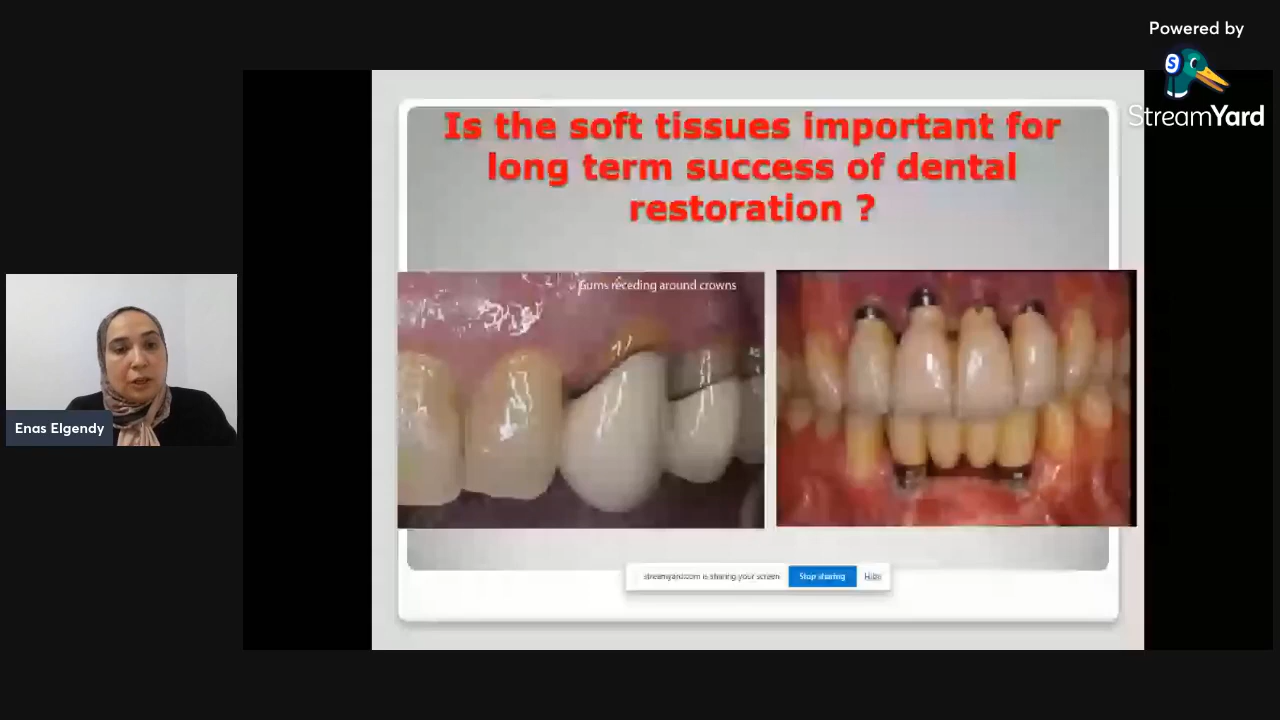 Powered by
StreamYard
Is the soft tissues important for
long term success of dental
restoration ?
Gums receding around crowns
Enas Elgendy
streamyard.com is sharing your screen
Stop sharing
Hide